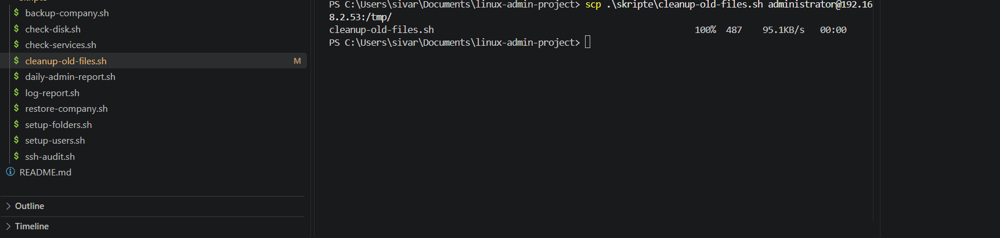 backup-company.sh
check-disk.sh
check-services.sh
cleanup-old-files.sh M
daily-admin-report.sh
log-report.sh
restore-company.sh
setup-folders.sh
setup-users.sh
ssh-audit.sh
README.md
Outline
Timeline
PS C:\Users\sivar\Documents\linux-admin-project> scp .\skripte\cleanup-old-files.sh administrator@192.16
8.2.53:/tmp/
cleanup-old-files.sh 100% 487 95.1KB/s 00:00
PS C:\Users\sivar\Documents\linux-admin-project>